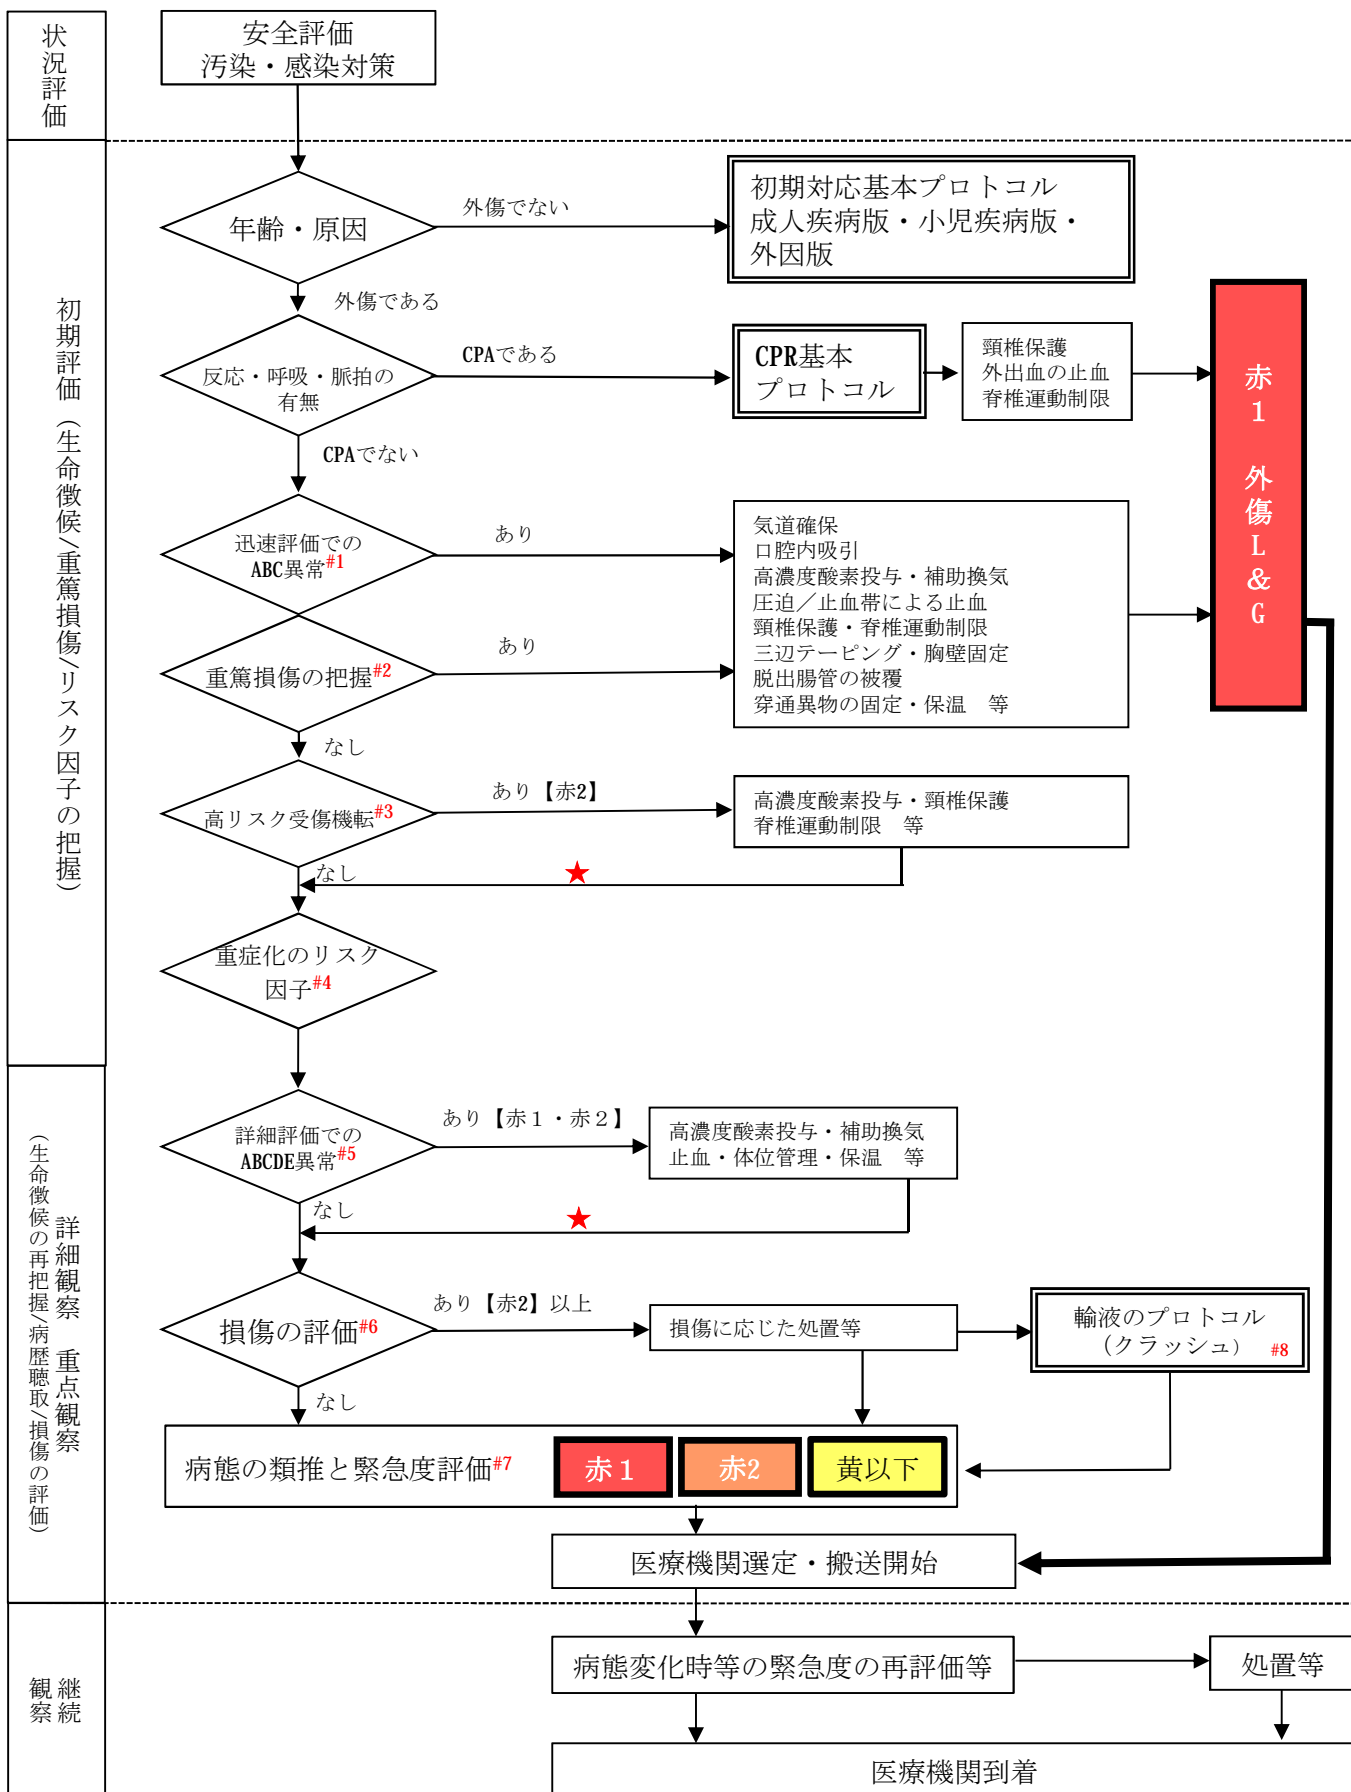 状況評価
安全評価
汚染・感染対策
初期評価（生命徴候/重篤損傷/リスク因子の把握）
年齢・原因
外傷でない
初期対応基本プロトコル
成人疾病版・小児疾病版・
外因版
外傷である
反応・呼吸・脈拍の
有無
CPAである
CPR基本
プロトコル
頸椎保護
外出血の止血
脊椎運動制限
赤1　外傷L&G
CPAでない
迅速評価での
ABC異常#1
あり
気道確保
口腔内吸引
高濃度酸素投与・補助換気
圧迫／止血帯による止血
頸椎保護・脊椎運動制限
三辺テーピング・胸壁固定
脱出腸管の被覆
穿通異物の固定・保温　等
重篤損傷の把握#2
あり
なし
高リスク受傷機転#3
あり【赤2】
高濃度酸素投与・頸椎保護
脊椎運動制限　等
なし
★
重症化のリスク
因子#4
詳細観察　重点観察
（生命徴候の再把握/病歴聴取/損傷の評価）
詳細評価での
ABCDE異常#5
あり【赤１・赤２】
高濃度酸素投与・補助換気
止血・体位管理・保温　等
なし
★
損傷の評価#6
あり【赤2】以上
損傷に応じた処置等
輸液のプロトコル
（クラッシュ）　#8
なし
病態の類推と緊急度評価#7
赤１
赤2
黄以下
医療機関選定・搬送開始
継続
観察
病態変化時等の緊急度の再評価等
処置等
医療機関到着